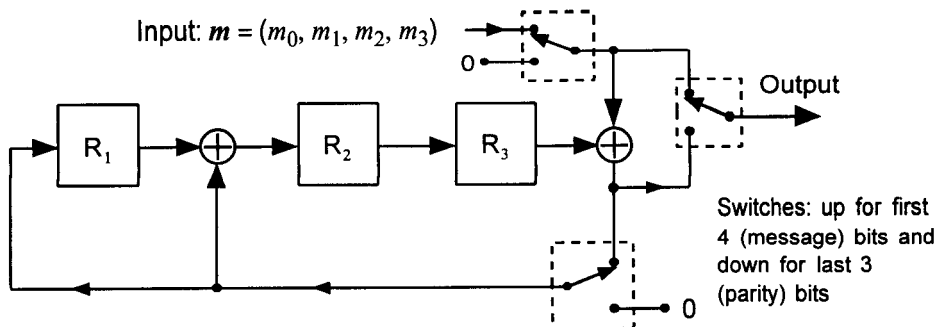 Input: m = (m₀, m₁, m₂, m₃)
0
Output
R₁
R₂
R₃
Switches: up for first
4 (message) bits and
down for last 3
(parity) bits
0